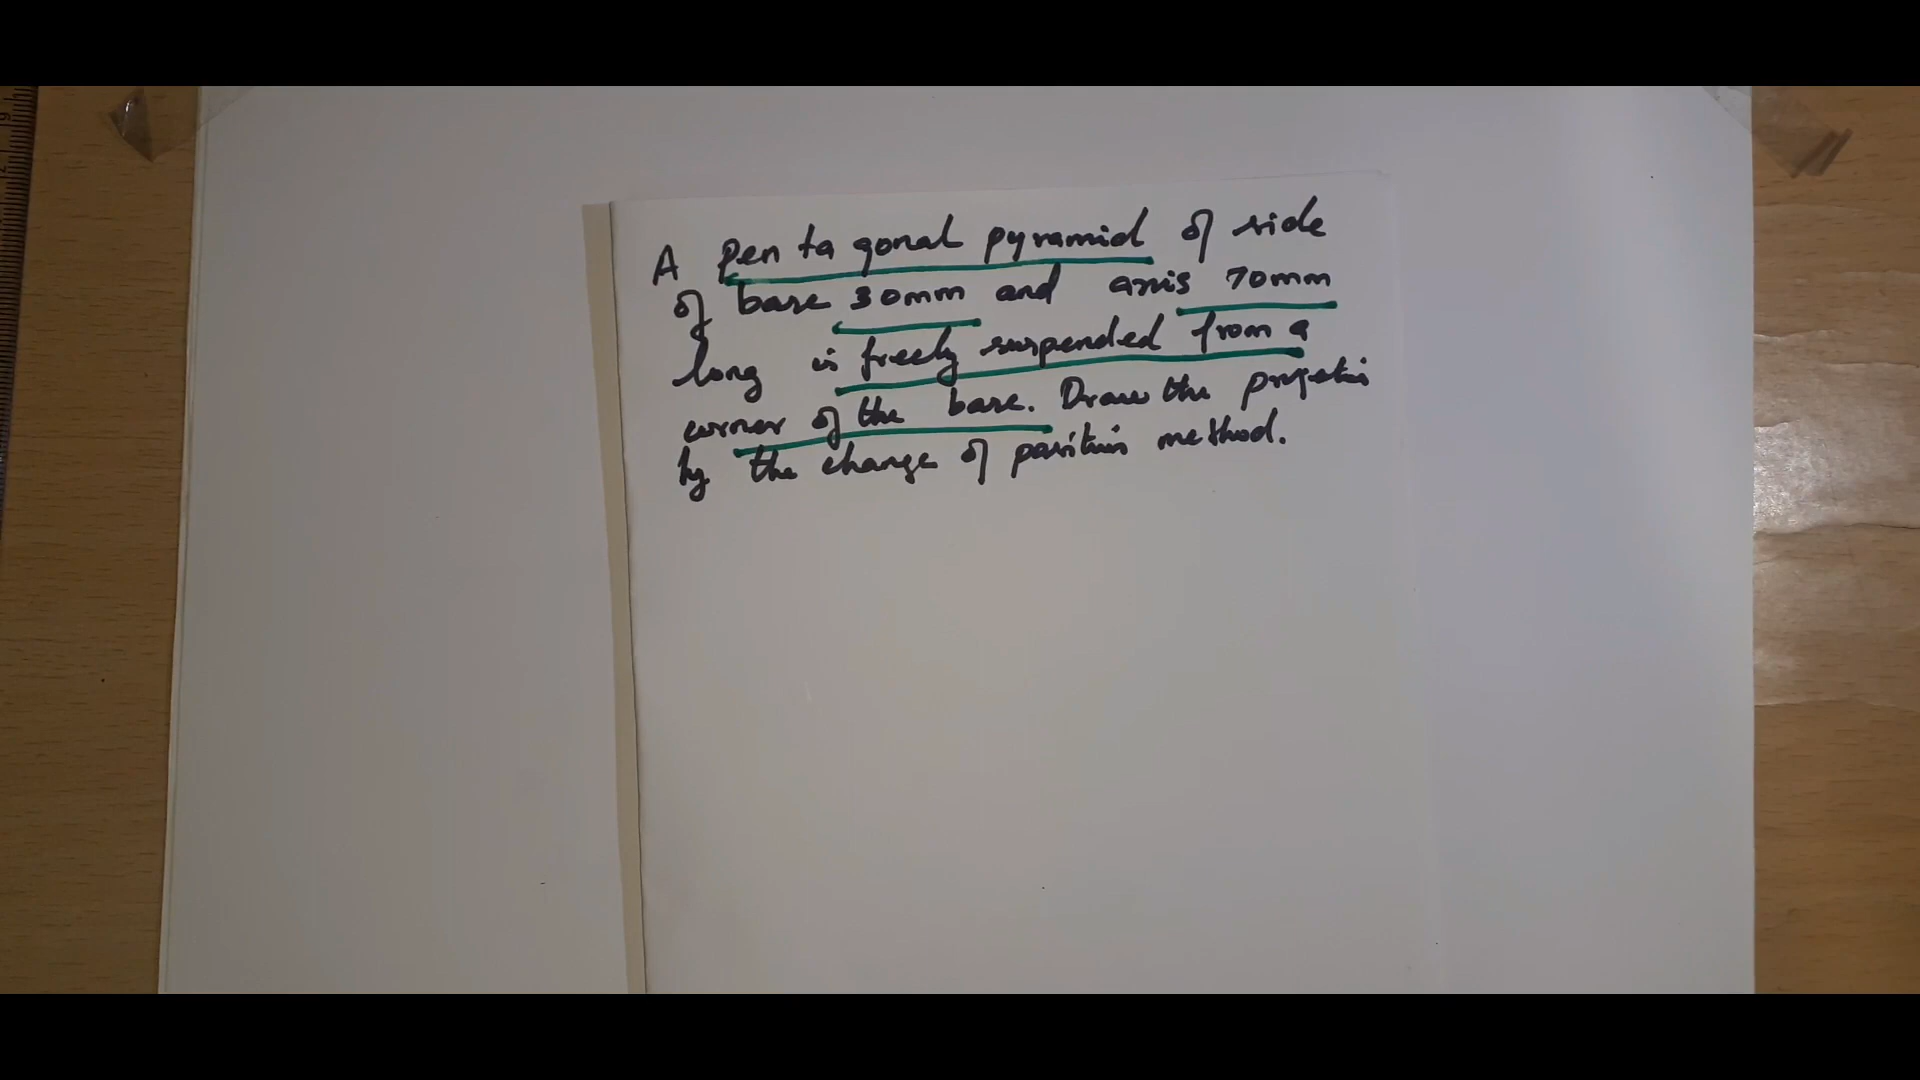 A Pentagonal pyramid of side
of base 30mm and axis 70mm
long is freely suspended from a
corner of the base. Draw the projection
by the change of position method.